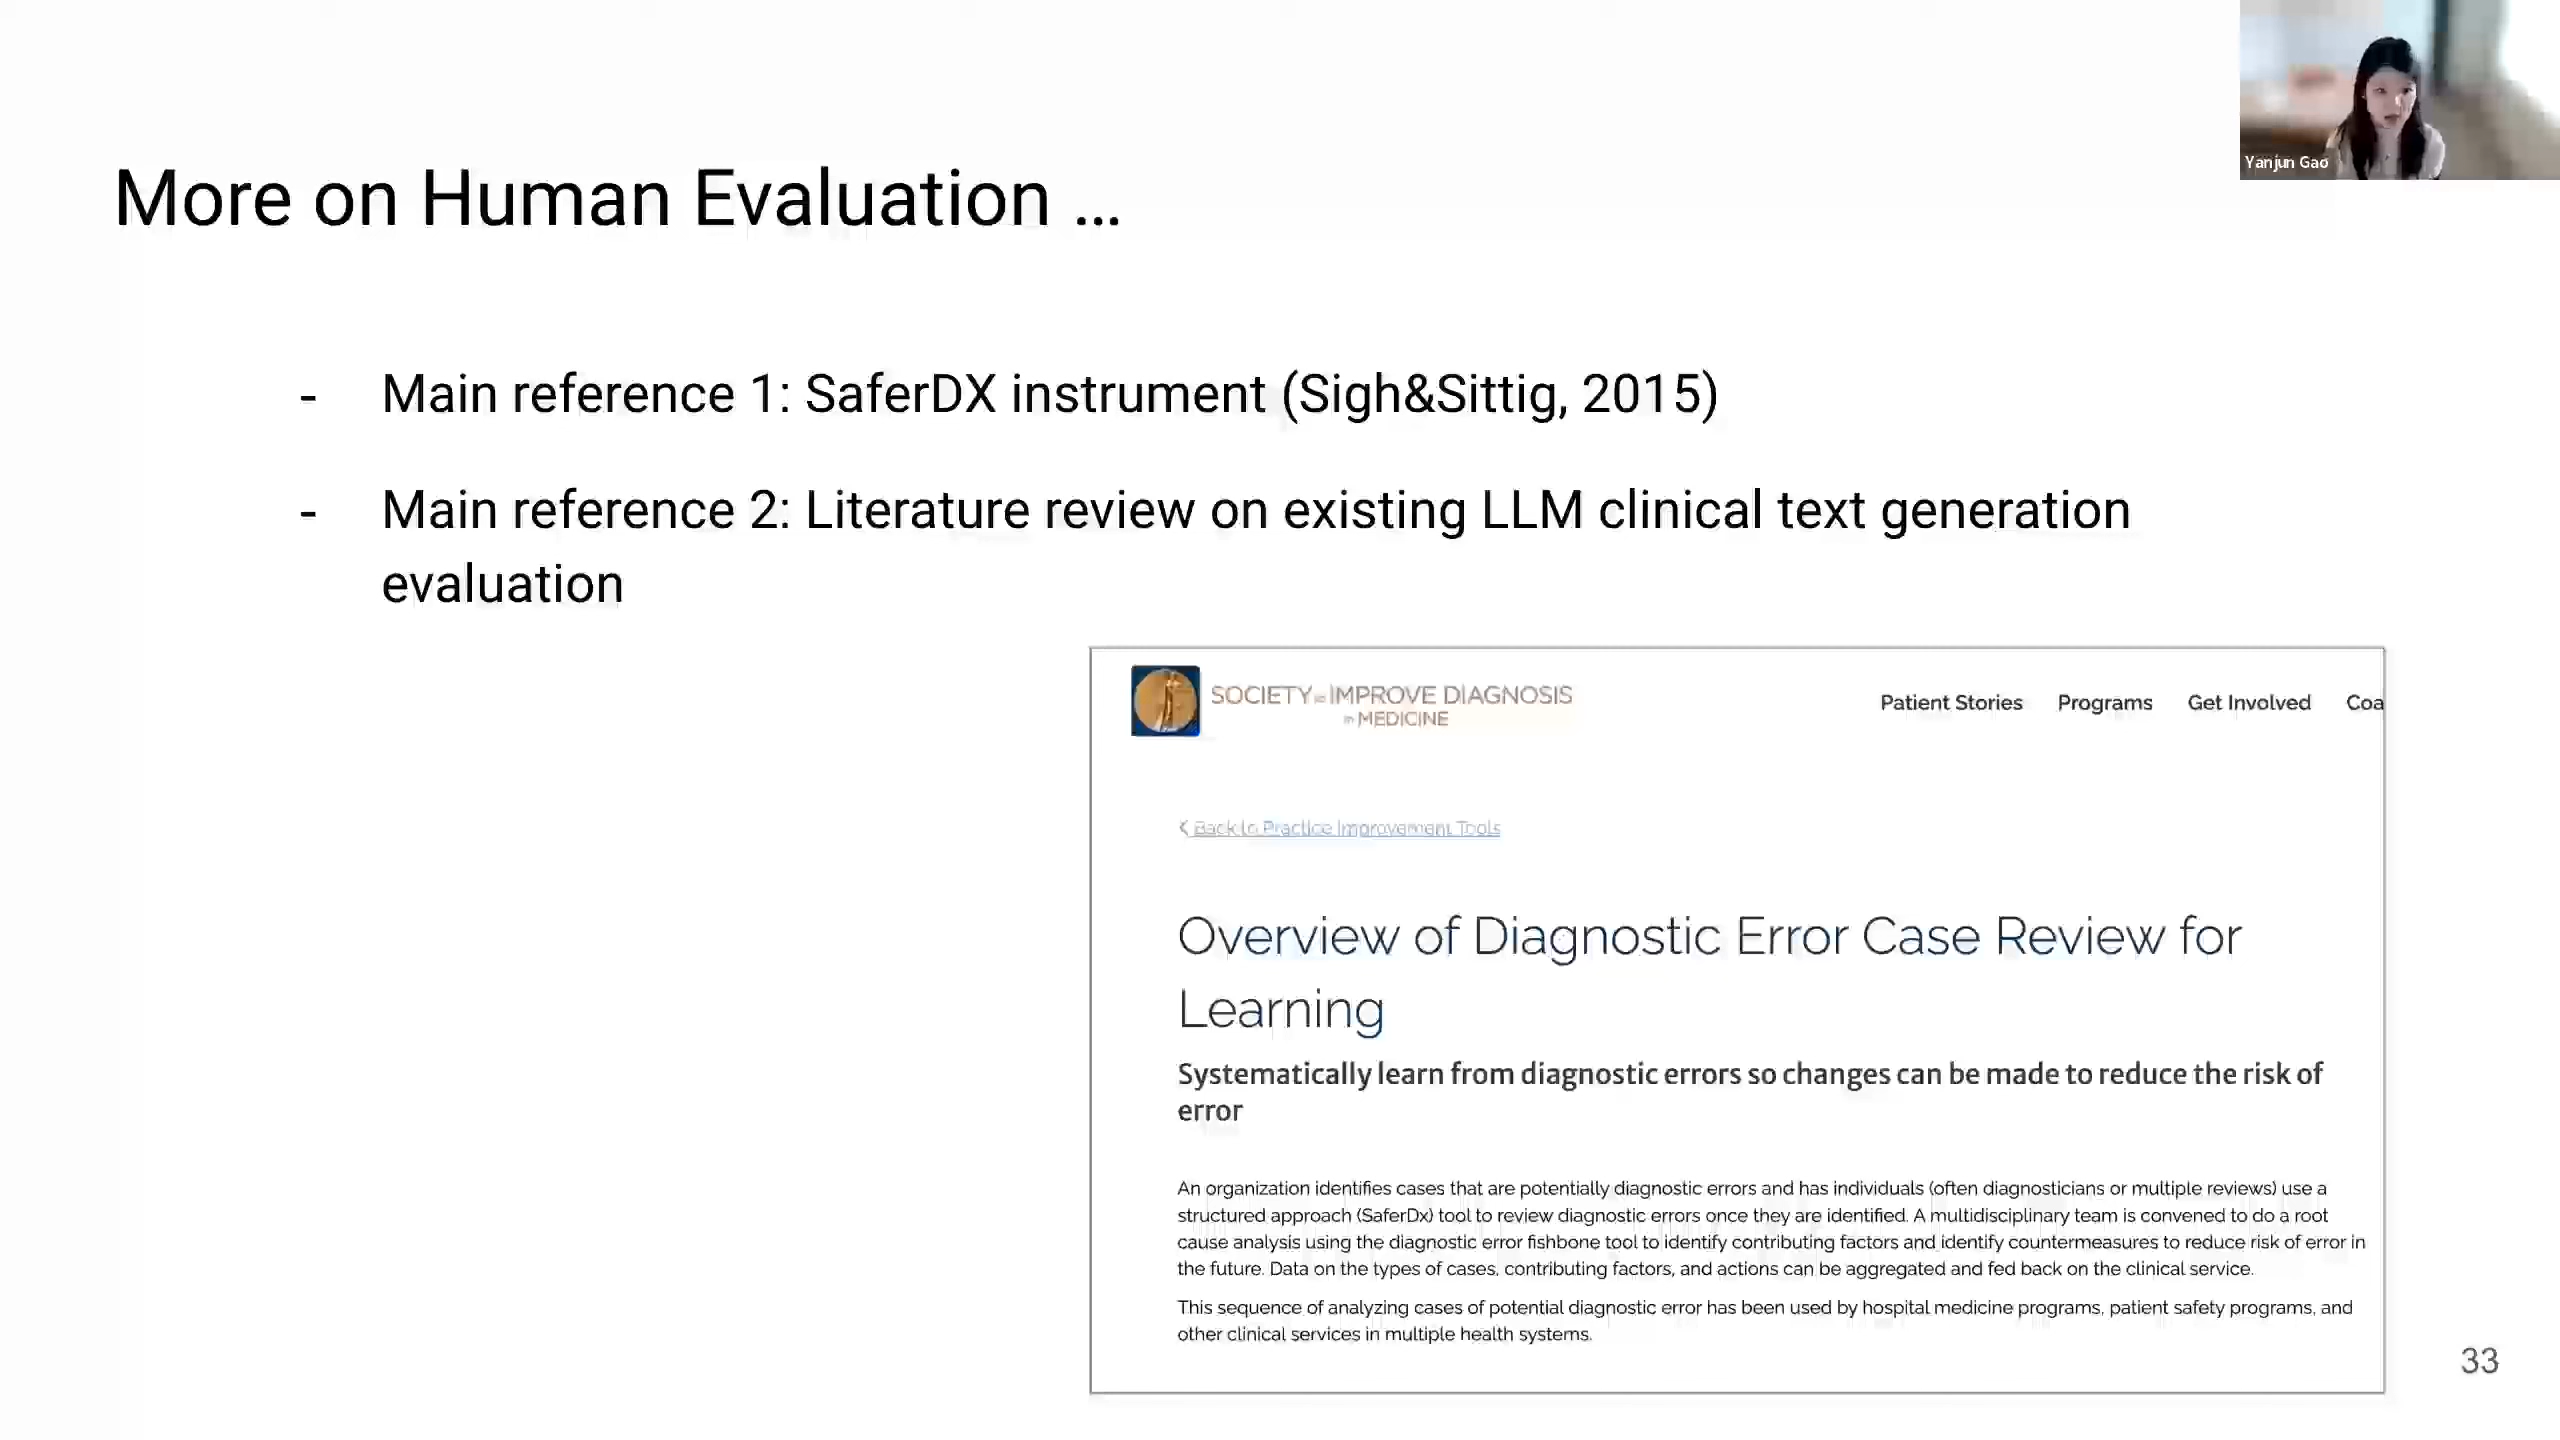 Yanjun Gao
More on Human Evaluation ...
- Main reference 1: SaferDX instrument (Sigh&Sittig, 2015)
- Main reference 2: Literature review on existing LLM clinical text generation
evaluation
SOCIETY to IMPROVE DIAGNOSIS
in MEDICINE
Patient Stories Programs Get Involved Coa
< Back to Practice Improvement Tools
Overview of Diagnostic Error Case Review for
Learning
Systematically learn from diagnostic errors so changes can be made to reduce the risk of
error
An organization identifies cases that are potentially diagnostic errors and has individuals (often diagnosticians or multiple reviews) use a
structured approach (SaferDx) tool to review diagnostic errors once they are identified. A multidisciplinary team is convened to do a root
cause analysis using the diagnostic error fishbone tool to identify contributing factors and identify countermeasures to reduce risk of error in
the future. Data on the types of cases, contributing factors, and actions can be aggregated and fed back on the clinical service.
This sequence of analyzing cases of potential diagnostic error has been used by hospital medicine programs, patient safety programs, and
other clinical services in multiple health systems.
33